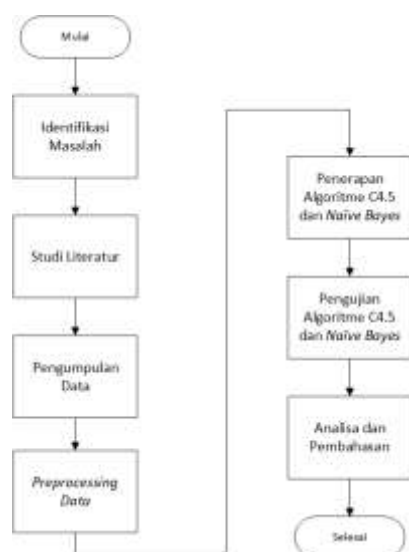 Mulai
Identifikasi
Masalah
Studi Literatur
Pengumpulan
Data
Preprocessing
Data
Penerapan
Algoritme C4.5
dan Naïve Bayes
Pengujian
Algoritme C4.5
dan Naïve Bayes
Analisa dan
Pembahasan
Selesai